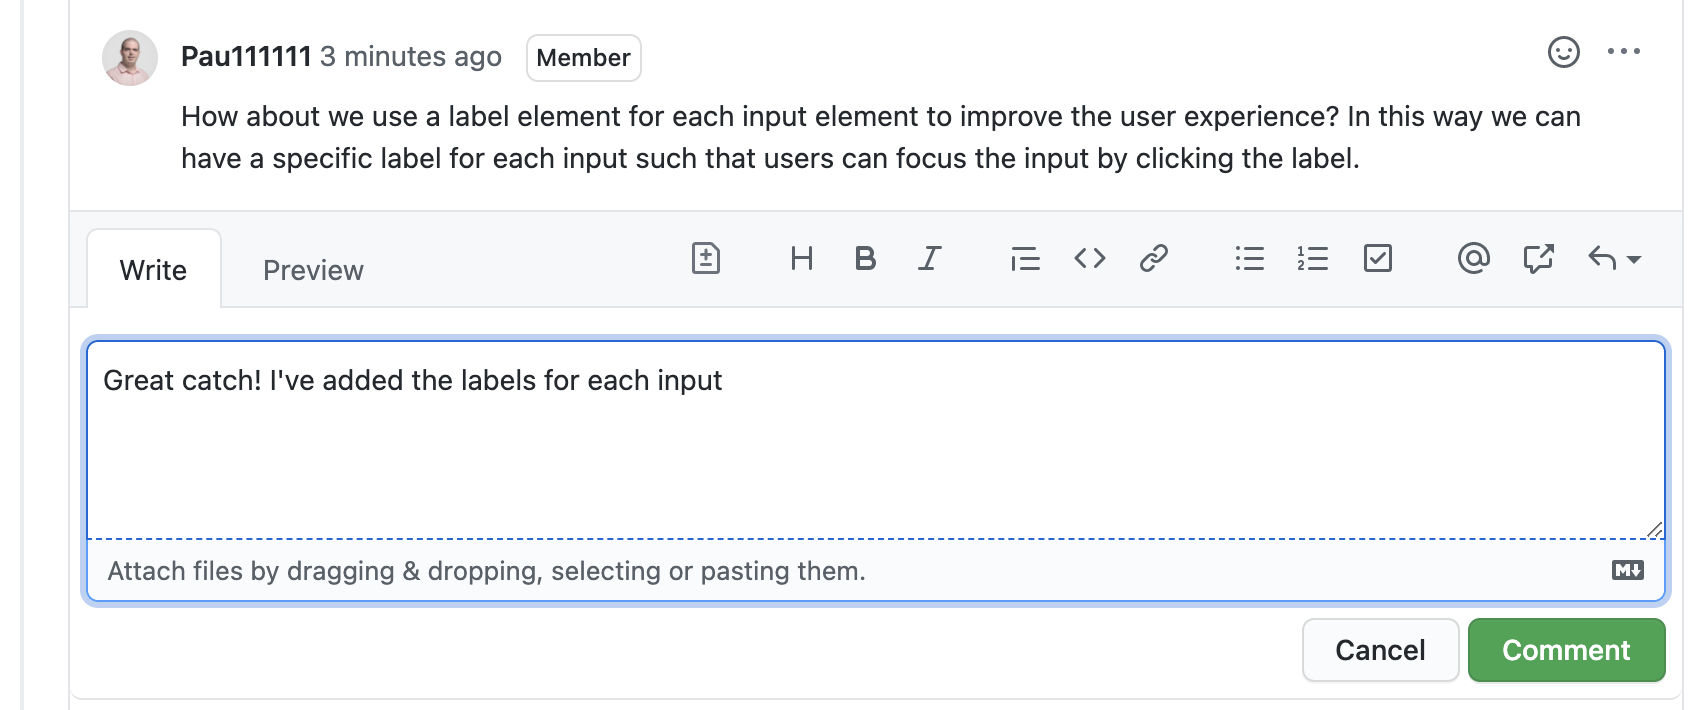 Pau111111 3 minutes ago Member
How about we use a label element for each input element to improve the user experience? In this way we can
have a specific label for each input such that users can focus the input by clicking the label.
Write Preview
Great catch! I've added the labels for each input
Attach files by dragging & dropping, selecting or pasting them.
Cancel Comment